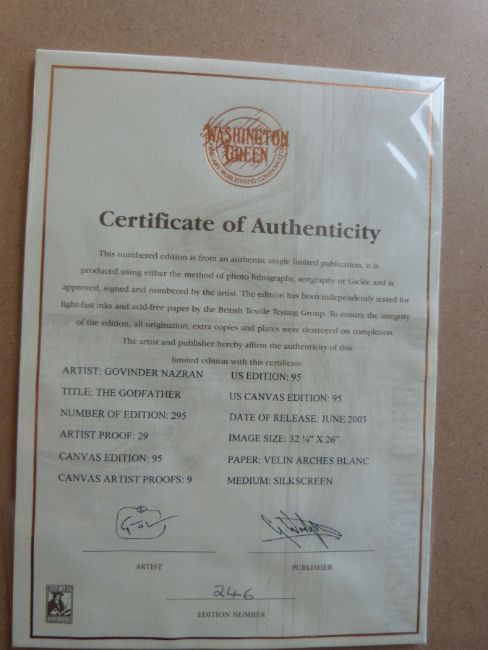 WASHINGTON
GREEN
FINE ART PUBLISHING COMPANY LTD
Certificate of Authenticity
This numbered edition is from an authentic single limited publication, it is
produced using either the method of photo lithography, serigraphy or Giclée and is
approved, signed and numbered by the artist. The edition has been independently tested for
light-fast inks and acid-free paper by the British Textile Testing Group. To ensure the integrity
of the edition, all origination, extra copies and plates were destroyed on completion.
The artist and publisher hereby affirm the authenticity of this
limited edition with this certificate.
ARTIST: GOVINDER NAZRAN
US EDITION: 95
TITLE: THE GODFATHER
US CANVAS EDITION: 95
NUMBER OF EDITION: 295
DATE OF RELEASE: JUNE 2003
ARTIST PROOF: 29
IMAGE SIZE: 32 ¼" X 26"
CANVAS EDITION: 95
PAPER: VELIN ARCHES BLANC
CANVAS ARTIST PROOFS: 9
MEDIUM: SILKSCREEN
ARTIST
PUBLISHER
246
EDITION NUMBER
WASHINGTON GREEN